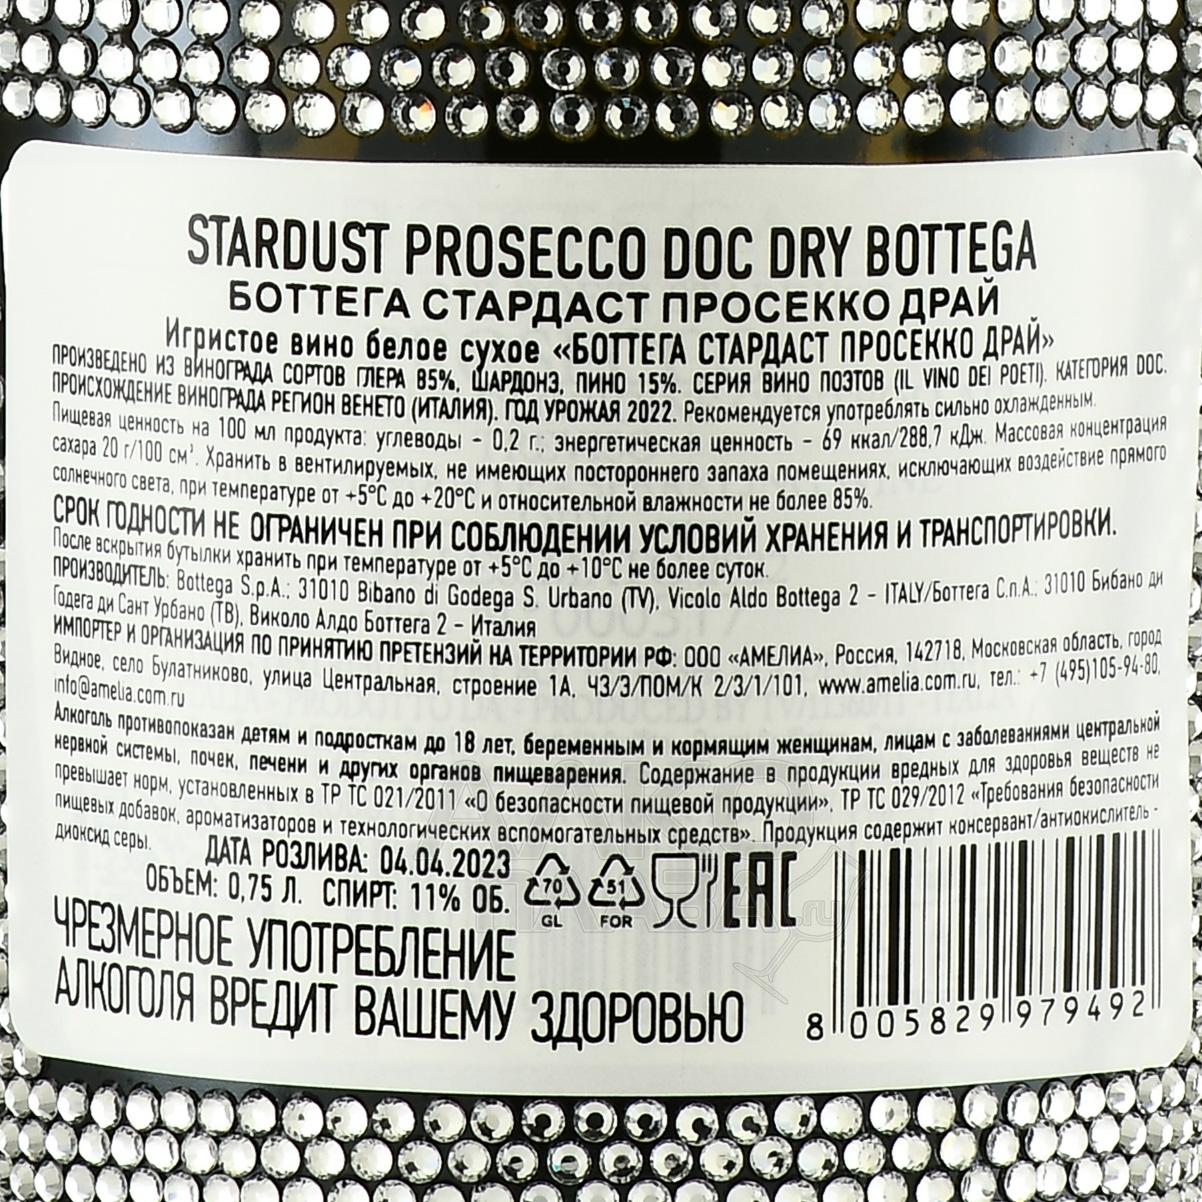 STARDUST PROSECCO DOC DRY BOTTEGA
БОТТЕГА СТАРДАСТ ПРОСЕККО ДРАЙ
Игристое вино белое сухое «БОТТЕГА СТАРДАСТ ПРОСЕККО ДРАЙ»
ПРОИЗВЕДЕНО ИЗ ВИНОГРАДА СОРТОВ ГЛЕРА 85%, ШАРДОНЭ, ПИНО 15%. СЕРИЯ ВИНО ПОЭТОВ (IL VINO DEI POETI). КАТЕГОРИЯ DOC.
ПРОИСХОЖДЕНИЕ ВИНОГРАДА РЕГИОН ВЕНЕТО (ИТАЛИЯ). ГОД УРОЖАЯ 2022. Рекомендуется употреблять сильно охлажденным.
Пищевая ценность на 100 мл продукта: углеводы - 0,2 г.; энергетическая ценность - 69 ккал/288,7 кДж. Массовая концентрация
сахара 20 г/100 см³. Хранить в вентилируемых, не имеющих постороннего запаха помещениях, исключающих воздействие прямого
солнечного света, при температуре от +5°С до +20°С и относительной влажности не более 85%.
СРОК ГОДНОСТИ НЕ ОГРАНИЧЕН ПРИ СОБЛЮДЕНИИ УСЛОВИЙ ХРАНЕНИЯ И ТРАНСПОРТИРОВКИ.
После вскрытия бутылки хранить при температуре от +5°С до +10°С не более суток.
ПРОИЗВОДИТЕЛЬ: Bottega S.p.A.; 31010 Bibano di Godega S. Urbano (TV), Vicolo Aldo Bottega 2 - ITALY/Боттега С.п.А.; 31010 Бибано ди
Годега ди Сант Урбано (ТВ), Виколо Алдо Боттега 2 - Италия
ИМПОРТЕР И ОРГАНИЗАЦИЯ ПО ПРИНЯТИЮ ПРЕТЕНЗИЙ НА ТЕРРИТОРИИ РФ: ООО «АМЕЛИА», Россия, 142718, Московская область, город
Видное, село Булатниково, улица Центральная, строение 1А, ЧЗ/Э/ПОМ/К 2/3/1/101, www.amelia.com.ru, тел.: +7 (495)105-94-80,
info@amelia.com.ru
Алкоголь противопоказан детям и подросткам до 18 лет, беременным и кормящим женщинам, лицам с заболеваниями центральной
нервной системы, почек, печени и других органов пищеварения. Содержание в продукции вредных для здоровья веществ не
превышает норм, установленных в ТР ТС 021/2011 «О безопасности пищевой продукции», ТР ТС 029/2012 «Требования безопасности
пищевых добавок, ароматизаторов и технологических вспомогательных средств». Продукция содержит консервант/антиокислитель -
диоксид серы.
ДАТА РОЗЛИВА: 04.04.2023
ОБЪЕМ: 0,75 Л. СПИРТ: 11% ОБ.
70 GL 51 FOR EAC
ЧРЕЗМЕРНОЕ УПОТРЕБЛЕНИЕ
АЛКОГОЛЯ ВРЕДИТ ВАШЕМУ ЗДОРОВЬЮ
8 005829 979492